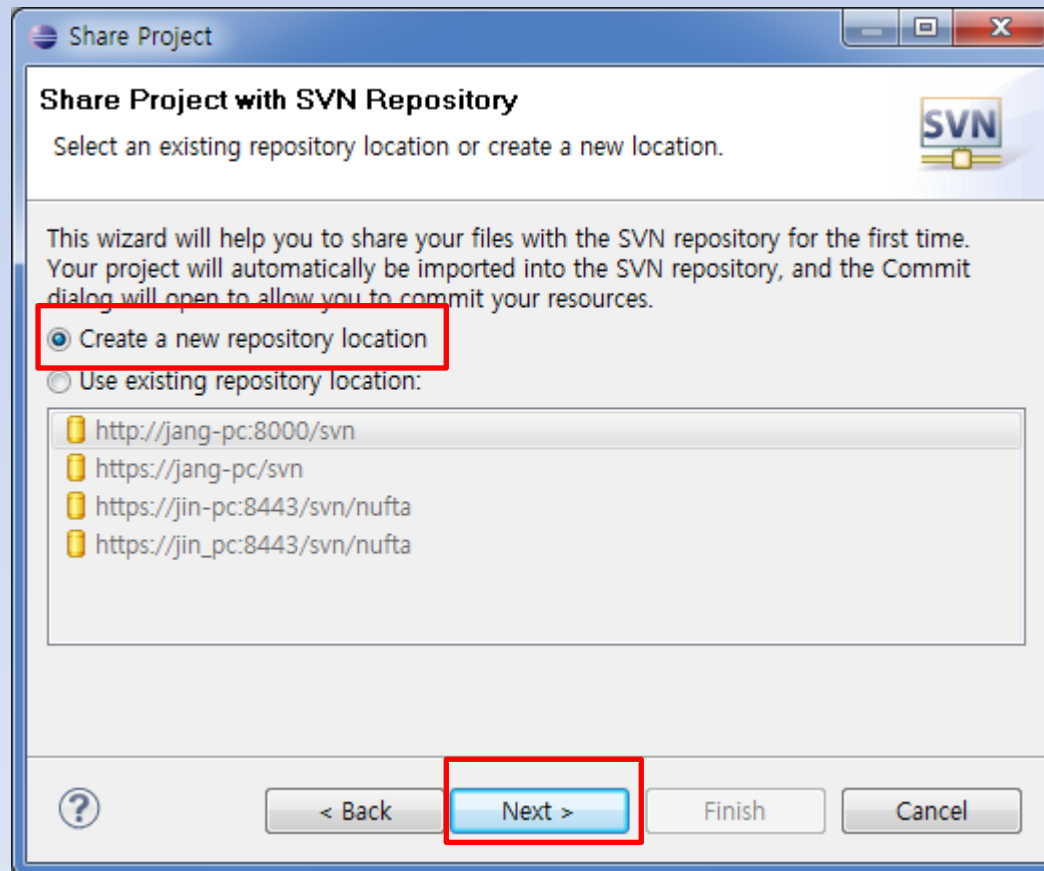 Share Project
X
Share Project with SVN Repository
Select an existing repository location or create a new location.
SVN
This wizard will help you to share your files with the SVN repository for the first time.
Your project will automatically be imported into the SVN repository, and the Commit
dialog will open to allow you to commit your resources.
Create a new repository location
Use existing repository location:
http://jang-pc:8000/svn
https://jang-pc/svn
https://jin-pc:8443/svn/nufta
https://jin_pc:8443/svn/nufta
? < Back Next > Finish Cancel